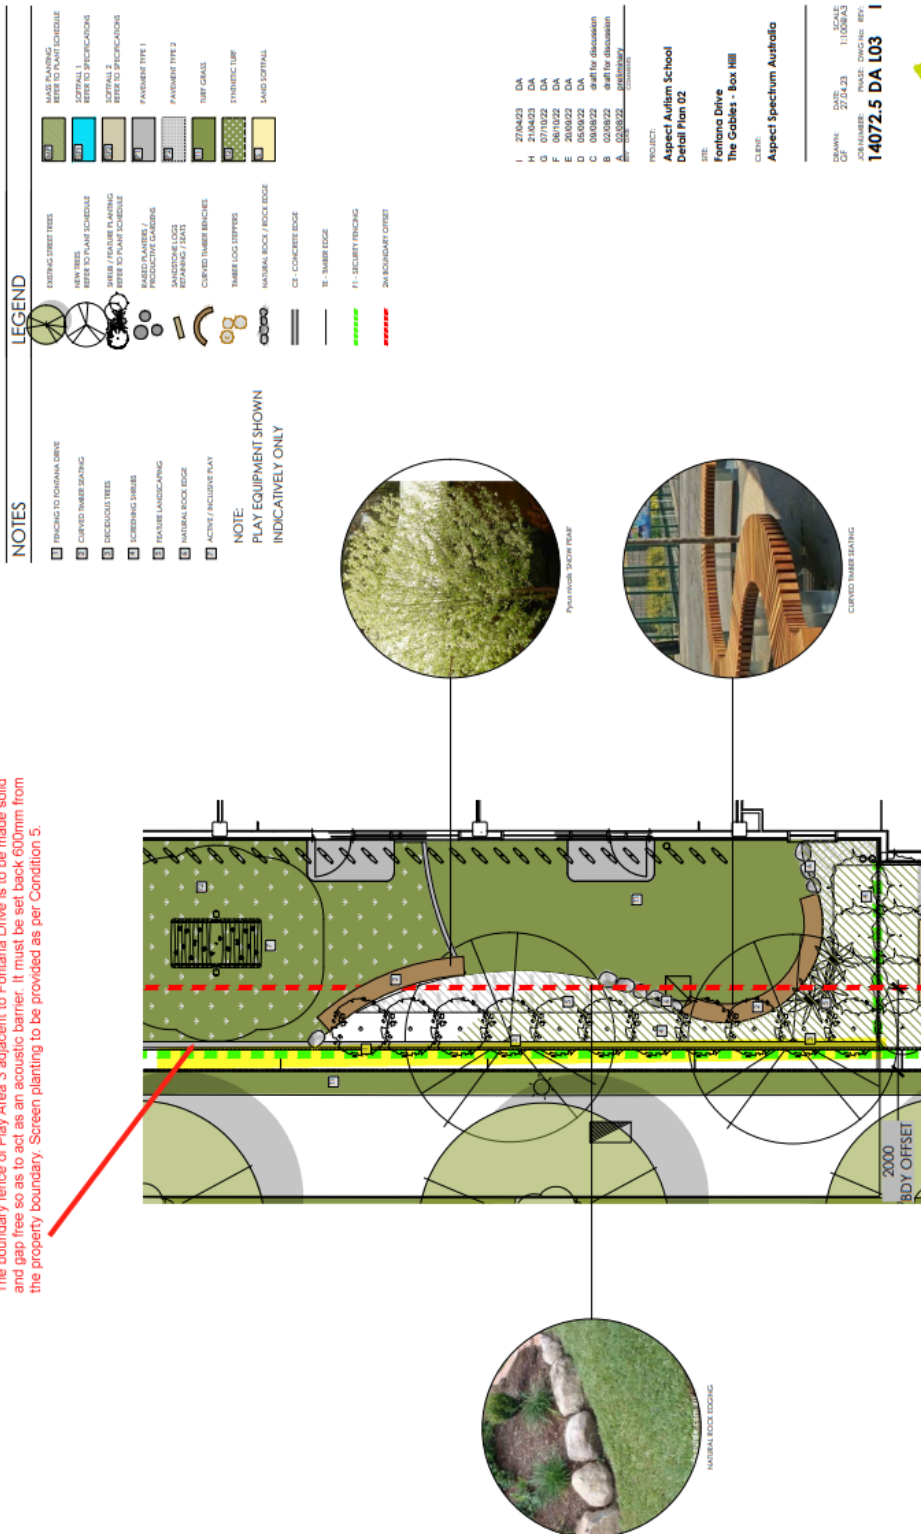 The boundary fence of Play Area 3 adjacent to Fontana Drive is to be made solid
and gap free so as to act as an acoustic barrier. It must be set back 600mm from
the property boundary. Screen planting to be provided as per Condition 5.
NOTES
1 FENCING TO FONTANA DRIVE
2 CURVED TIMBER SEATING
3 DECIDUOUS TREES
4 SCREENING SHRUBS
5 FEATURE LANDSCAPING
6 NATURAL ROCK EDGE
7 ACTIVE / INCLUSIVE PLAY
NOTE:
PLAY EQUIPMENT SHOWN
INDICATIVELY ONLY
LEGEND
EXISTING STREET TREES
NEW TREES
REFER TO PLANT SCHEDULE
SHRUB / FEATURE PLANTING
REFER TO PLANT SCHEDULE
RAISED PLANTERS /
PRODUCTIVE GARDENS
SANDSTONE LOGS
RETAINING / SEATS
CURVED TIMBER BENCHES
TIMBER LOG STEPPERS
NATURAL ROCK / ROCK EDGE
CE - CONCRETE EDGE
TE - TIMBER EDGE
F1 - SECURITY FENCING
2M BOUNDARY OFFSET
MASS PLANTING
REFER TO PLANT SCHEDULE
SOFTFALL 1
REFER TO SPECIFICATIONS
SOFTFALL 2
REFER TO SPECIFICATIONS
PAVEMENT TYPE 1
PAVEMENT TYPE 2
TURF GRASS
SYNTHETIC TURF
SAND SOFTFALL
NATURAL ROCK EDGING
Pyrus nivalis 'SNOW PEAR'
CURVED TIMBER SEATING
2000
BDY OFFSET
I 27/04/23 DA
H 21/04/23 DA
G 07/10/22 DA
F 06/10/22 DA
E 20/09/22 DA
D 05/09/22 DA
C 09/08/22 draft for discussion
B 02/08/22 draft for discussion
A 02/08/22 preliminary
REV DATE COMMENTS
PROJECT:
Aspect Autism School
Detail Plan 02
SITE:
Fontana Drive
The Gables - Box Hill
CLIENT:
Aspect Spectrum Australia
DRAWN: DATE: SCALE:
GF 27.04.23 1:100@A3
JOB NUMBER: PHASE: DWG No: REV:
14072.5 DA L03 I